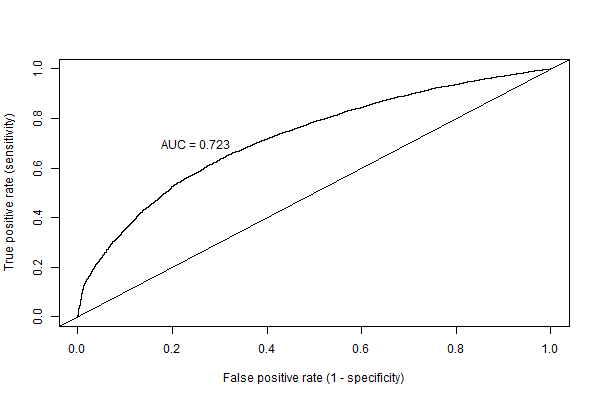 AUC = 0.723
True positive rate (sensitivity)
1.0
0.8
0.6
0.4
0.2
0.0
0.0 0.2 0.4 0.6 0.8 1.0
False positive rate (1 - specificity)